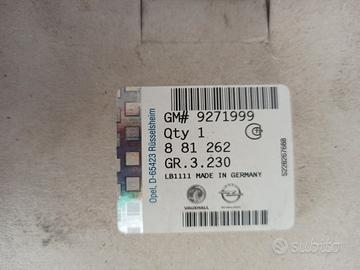 Opel, D-65423 Rüsselsheim
GM# 9271999
Qty 1
8 81 262
GR.3.230
LB1111 MADE IN GERMANY
VAUXHALL
subito